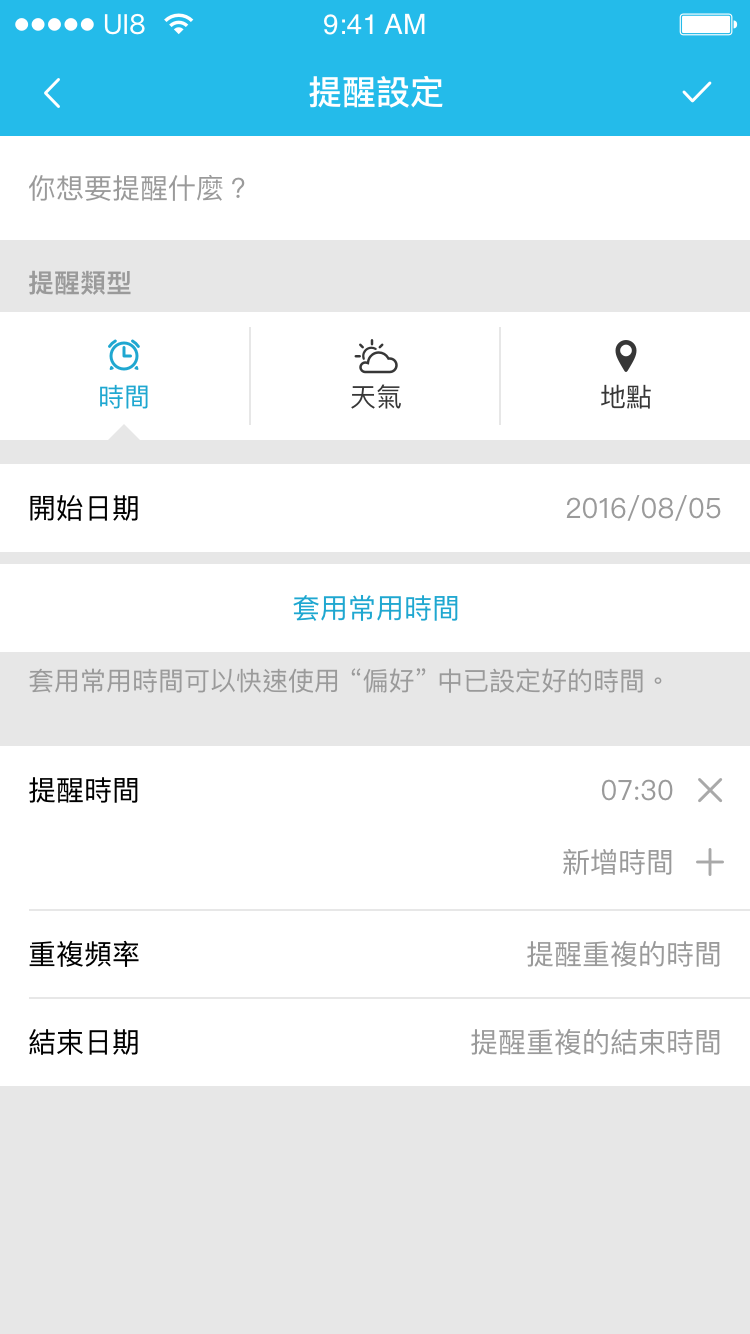 UI8 9:41 AM
提醒設定
你想要提醒什麼？
提醒類型
時間 天氣 地點
開始日期 2016/08/05
套用常用時間
套用常用時間可以快速使用“偏好”中已設定好的時間。
提醒時間 07:30
新增時間
重複頻率 提醒重複的時間
結束日期 提醒重複的結束時間